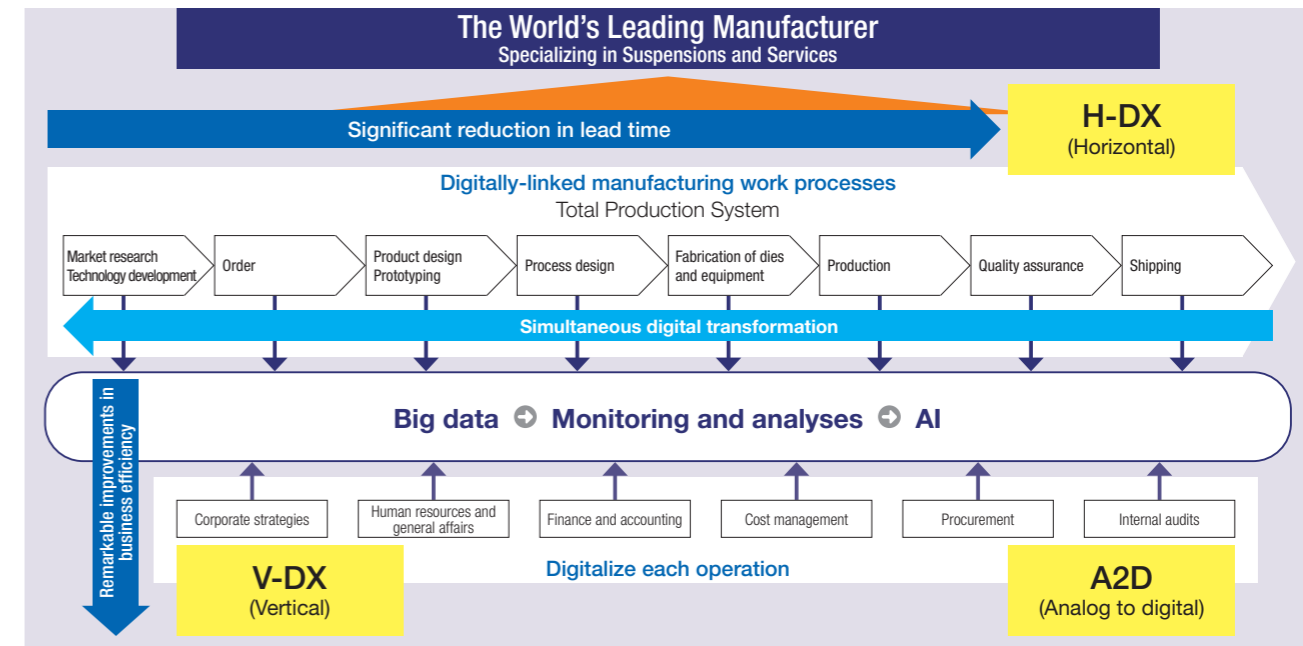 The World's Leading Manufacturer
Specializing in Suspensions and Services
Significant reduction in lead time
H-DX
(Horizontal)
Digitally-linked manufacturing work processes
Total Production System
Market research
Technology development
Order
Product design
Prototyping
Process design
Fabrication of dies
and equipment
Production
Quality assurance
Shipping
Simultaneous digital transformation
Big data ➲ Monitoring and analyses ➲ AI
Remarkable improvements in
business efficiency
Corporate strategies
Human resources and
general affairs
Finance and accounting
Cost management
Procurement
Internal audits
V-DX
(Vertical)
Digitalize each operation
A2D
(Analog to digital)